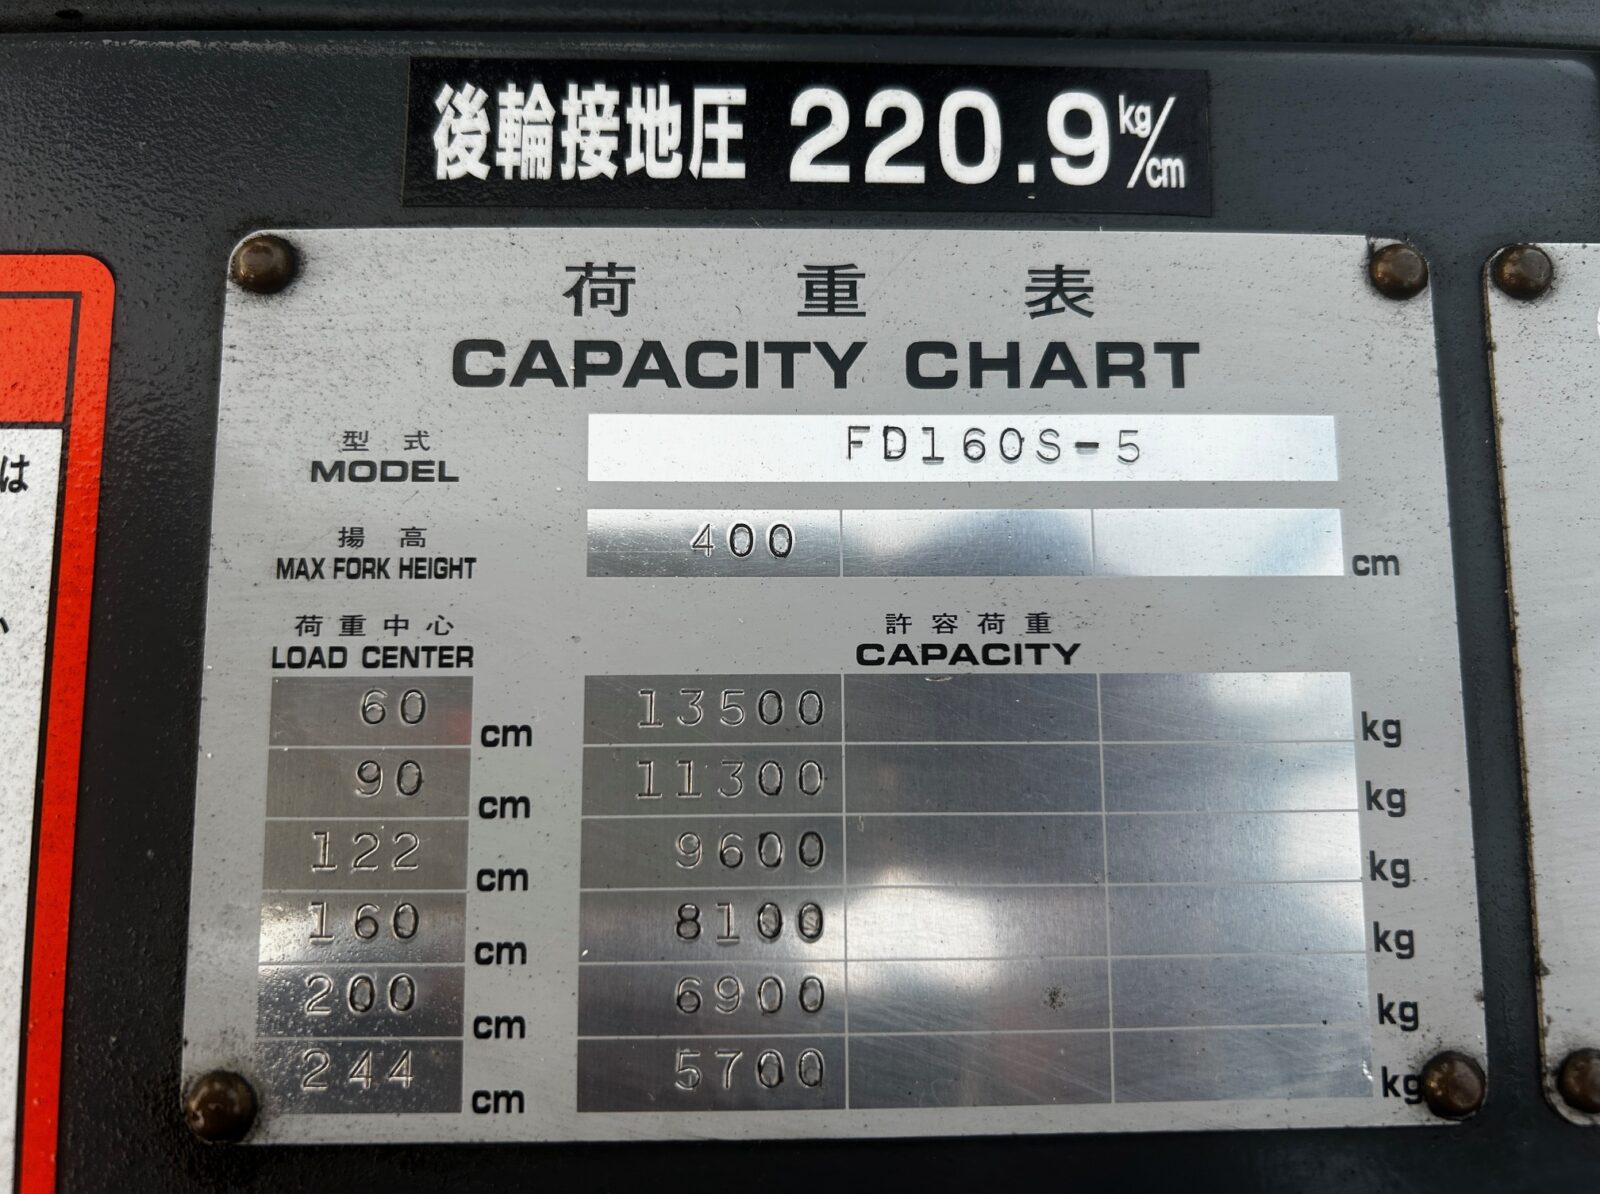 後輪接地圧 220.9 kg/cm
荷重表
CAPACITY CHART
型式
MODEL FD160S-5
揚高
MAX FORK HEIGHT 400 cm
荷重中心 許容荷重
LOAD CENTER CAPACITY
60 cm 13500 kg
90 cm 11300 kg
122 cm 9600 kg
160 cm 8100 kg
200 cm 6900 kg
244 cm 5700 kg
は